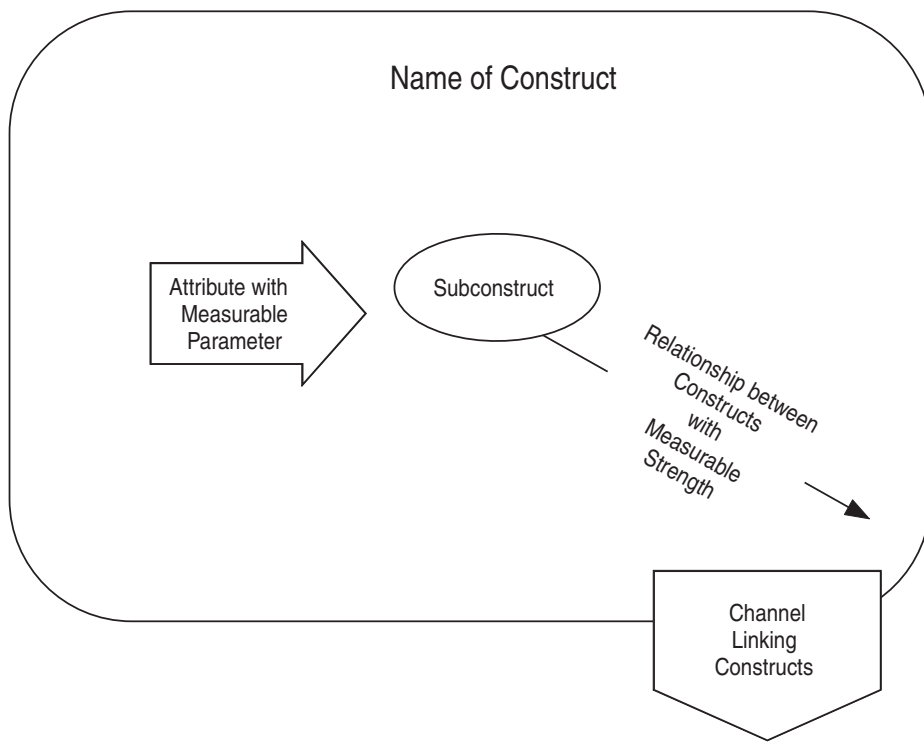 Name of Construct
Attribute with
Measurable
Parameter
Subconstruct
Relationship between
Constructs
with
Measurable
Strength
Channel
Linking
Constructs